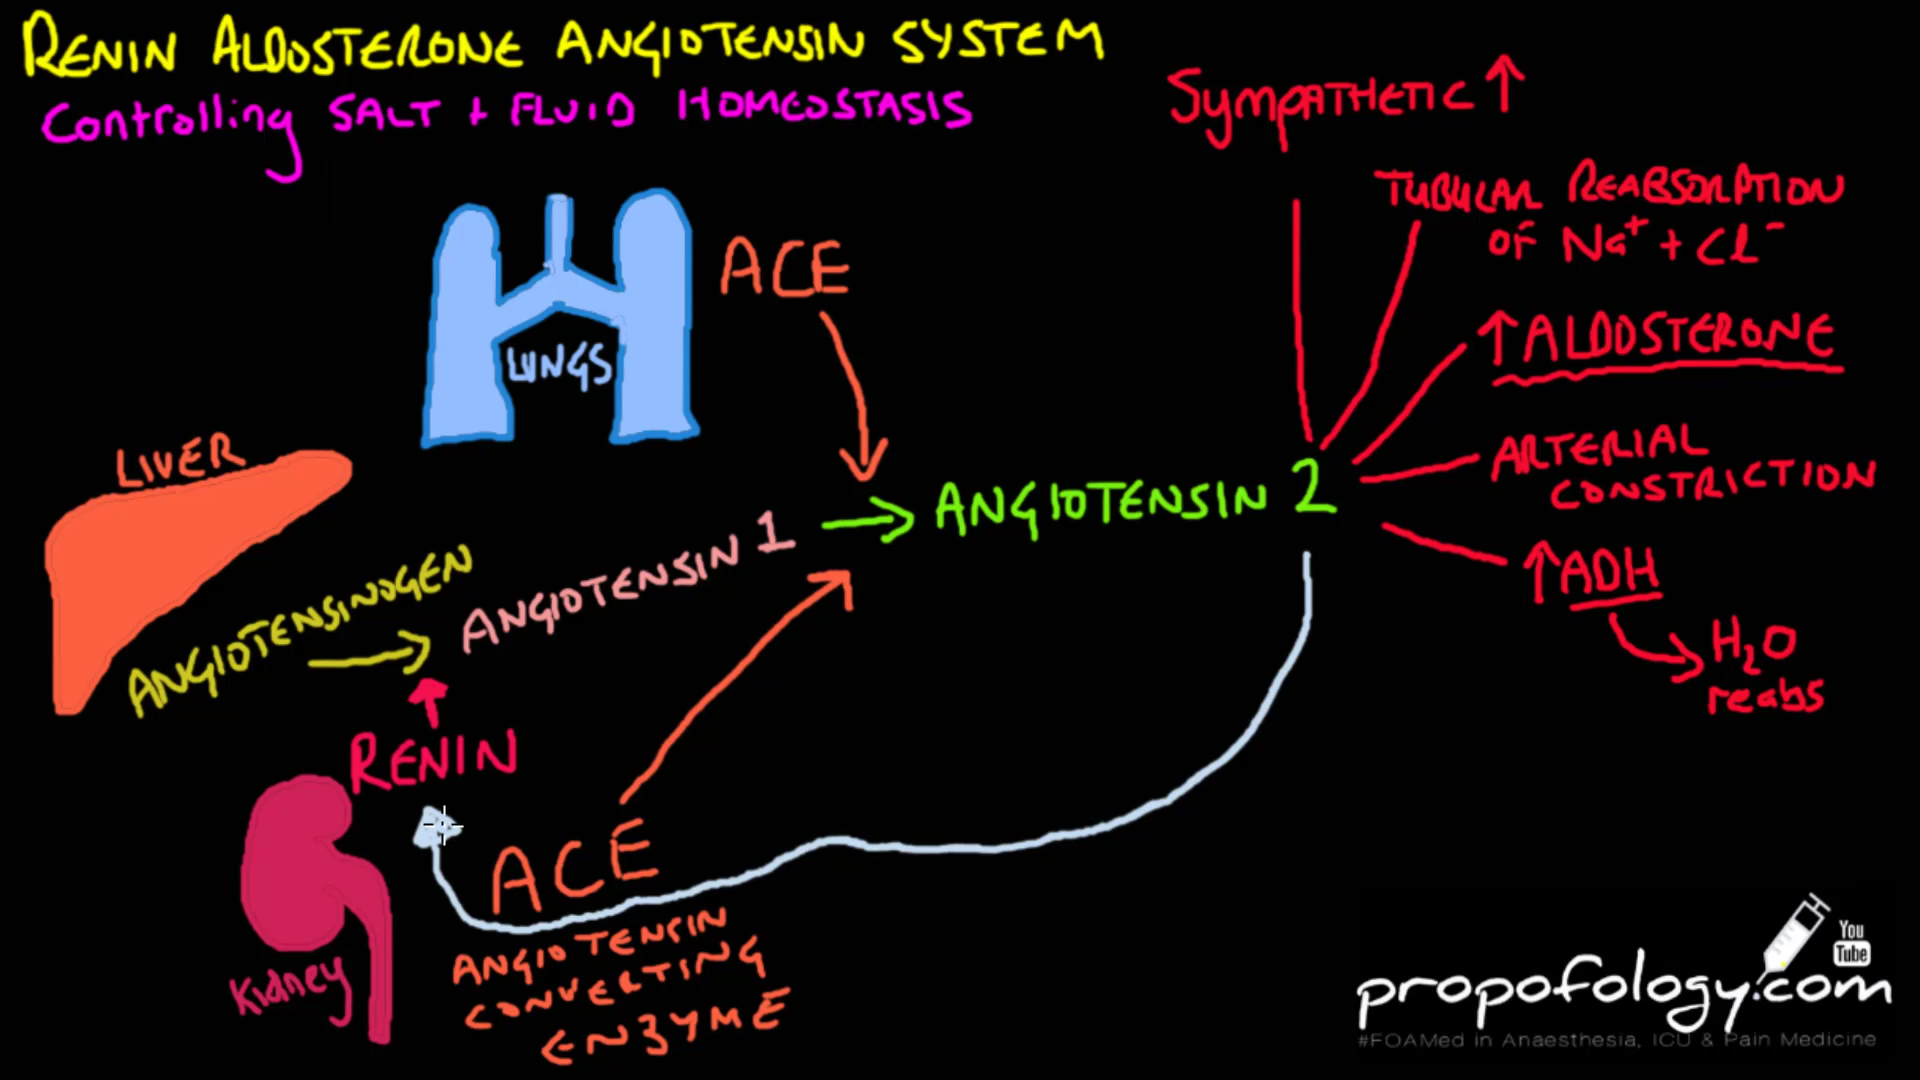 RENIN ALDOSTERONE ANGIOTENSIN SYSTEM
Controlling SALT + FLUID HOMEOSTASIS
Sympathetic ↑
TUBULAR REABSORPTION
OF Na⁺ + Cl⁻
ACE
LUNGS
↑ ALDOSTERONE
LIVER
ARTERIAL
CONSTRICTION
ANGIOTENSINOGEN → ANGIOTENSIN 1 → ANGIOTENSIN 2
↑ ADH
H₂O
reabs
RENIN
ACE
ANGIOTENSIN
CONVERTING
ENZYME
Kidney
You
Tube
propofology.com
#FOAMed in Anaesthesia, ICU & Pain Medicine